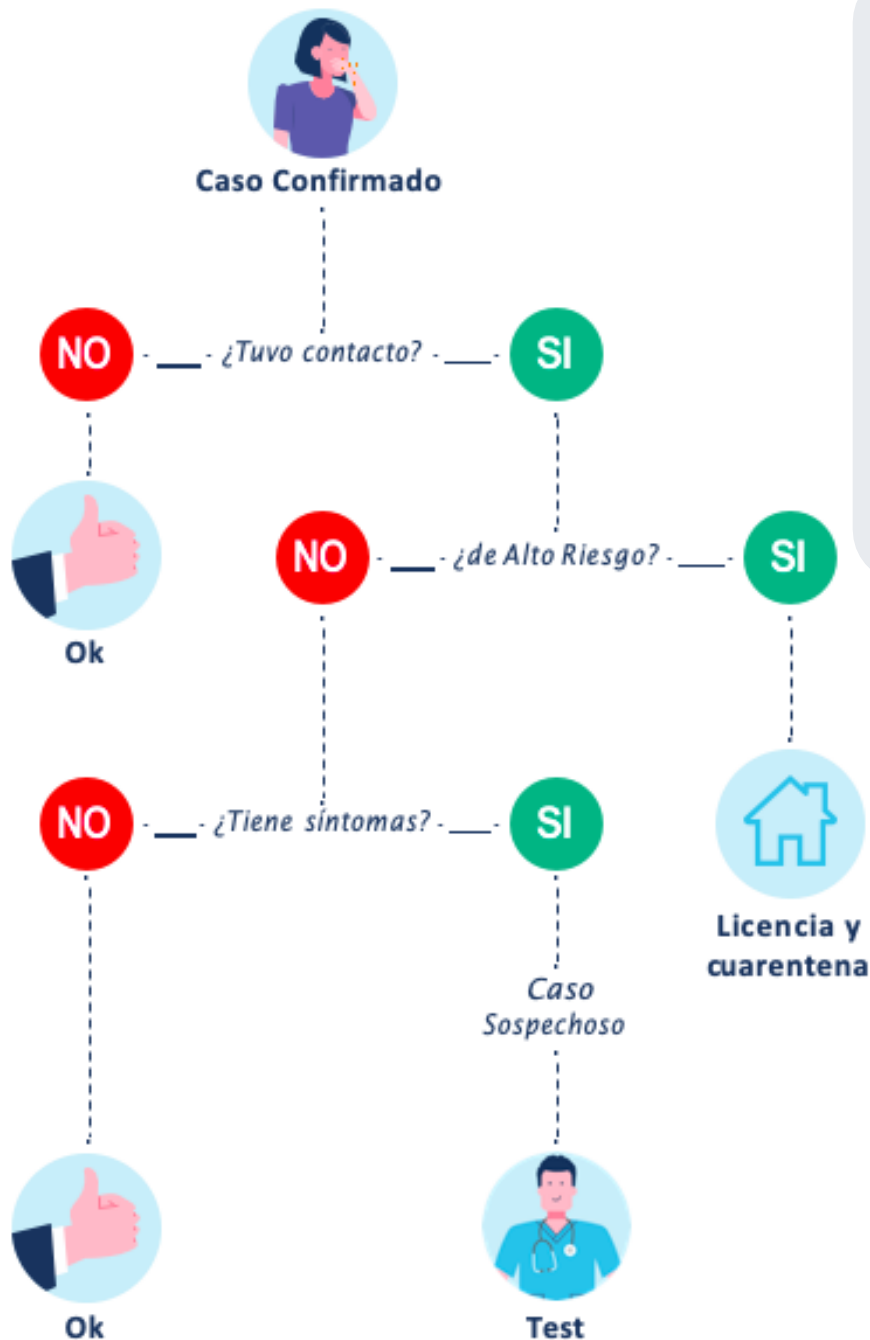 Caso Confirmado
NO ¿Tuvo contacto? SI
NO ¿de Alto Riesgo? SI
Ok
NO ¿Tiene síntomas? SI
Licencia y
cuarentena
Caso
Sospechoso
Ok Test